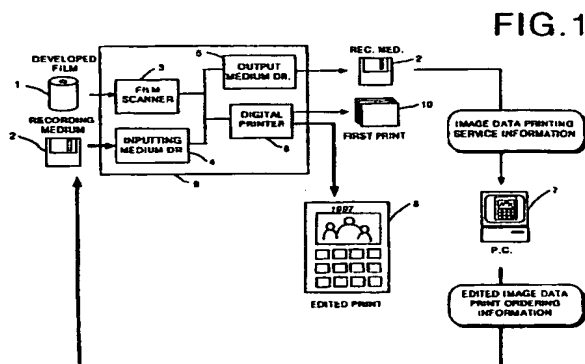 FIG.1
DEVELOPED
FILM
1
3
FILM
SCANNER
5
OUTPUT
MEDIUM DR.
REC. MED.
2
RECORDING
MEDIUM
2
INPUTTING
MEDIUM DR
4
DIGITAL
PRINTER
6
10
FIRST PRINT
IMAGE DATA PRINTING
SERVICE INFORMATION
9
1997
8
EDITED PRINT
7
P.C.
EDITED IMAGE DATA
PRINT ORDERING
INFORMATION